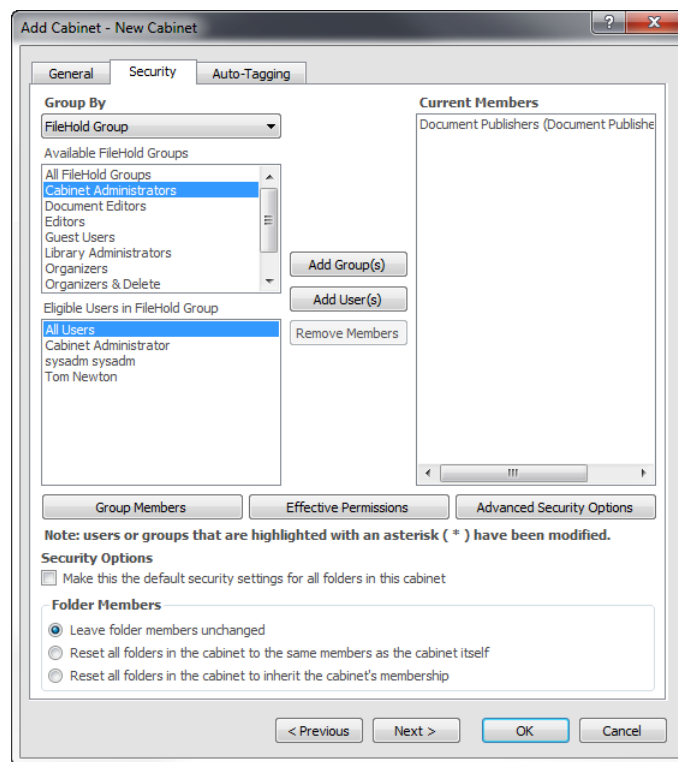 Add Cabinet - New Cabinet
General
Security
Auto-Tagging
Group By
FileHold Group
Available FileHold Groups
All FileHold Groups
Cabinet Administrators
Document Editors
Editors
Guest Users
Library Administrators
Organizers
Organizers & Delete
Eligible Users in FileHold Group
All Users
Cabinet Administrator
sysadm sysadm
Tom Newton
Add Group(s)
Add User(s)
Remove Members
Current Members
Document Publishers (Document Publishe
Group Members
Effective Permissions
Advanced Security Options
Note: users or groups that are highlighted with an asterisk ( * ) have been modified.
Security Options
Make this the default security settings for all folders in this cabinet
Folder Members
Leave folder members unchanged
Reset all folders in the cabinet to the same members as the cabinet itself
Reset all folders in the cabinet to inherit the cabinet's membership
< Previous
Next >
OK
Cancel